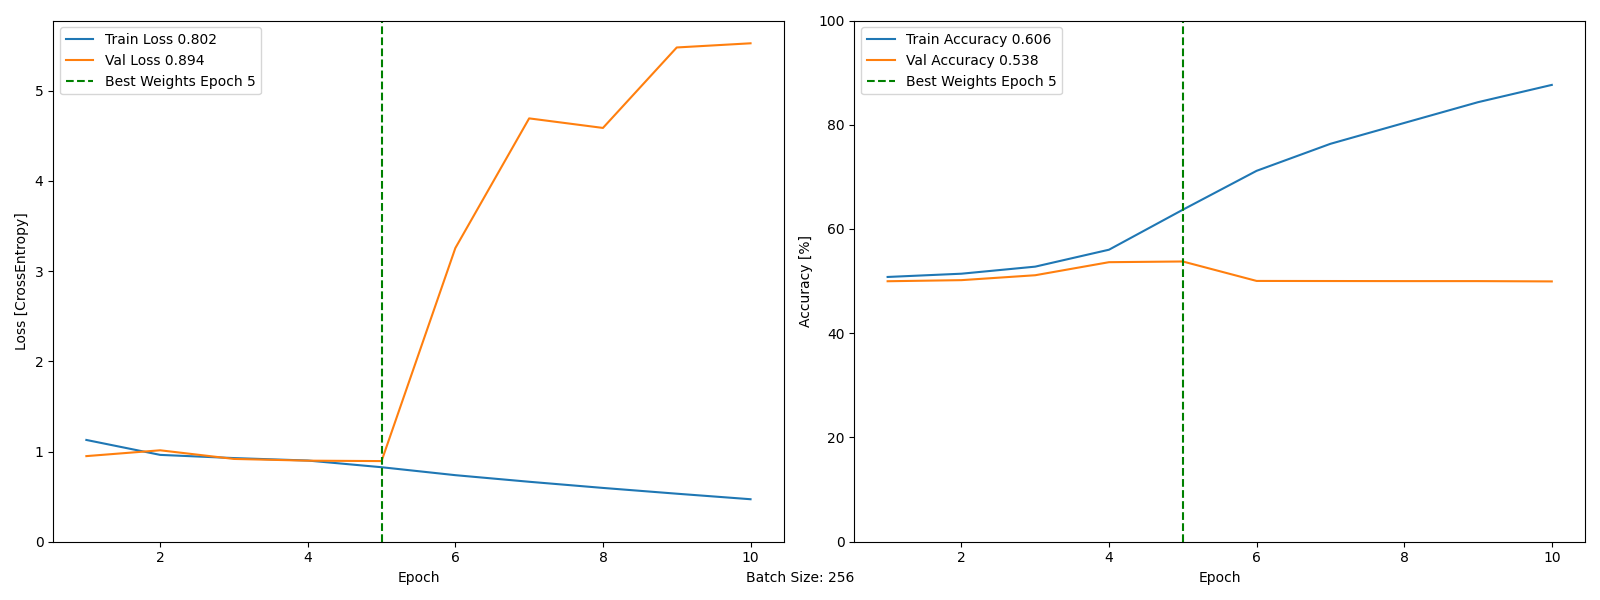 Train Loss 0.802
Val Loss 0.894
Best Weights Epoch 5
Loss [CrossEntropy]
5
4
3
2
1
0
2
4
6
8
10
Epoch
Batch Size: 256
Train Accuracy 0.606
Val Accuracy 0.538
Best Weights Epoch 5
Accuracy [%]
100
80
60
40
20
0
2
4
6
8
10
Epoch